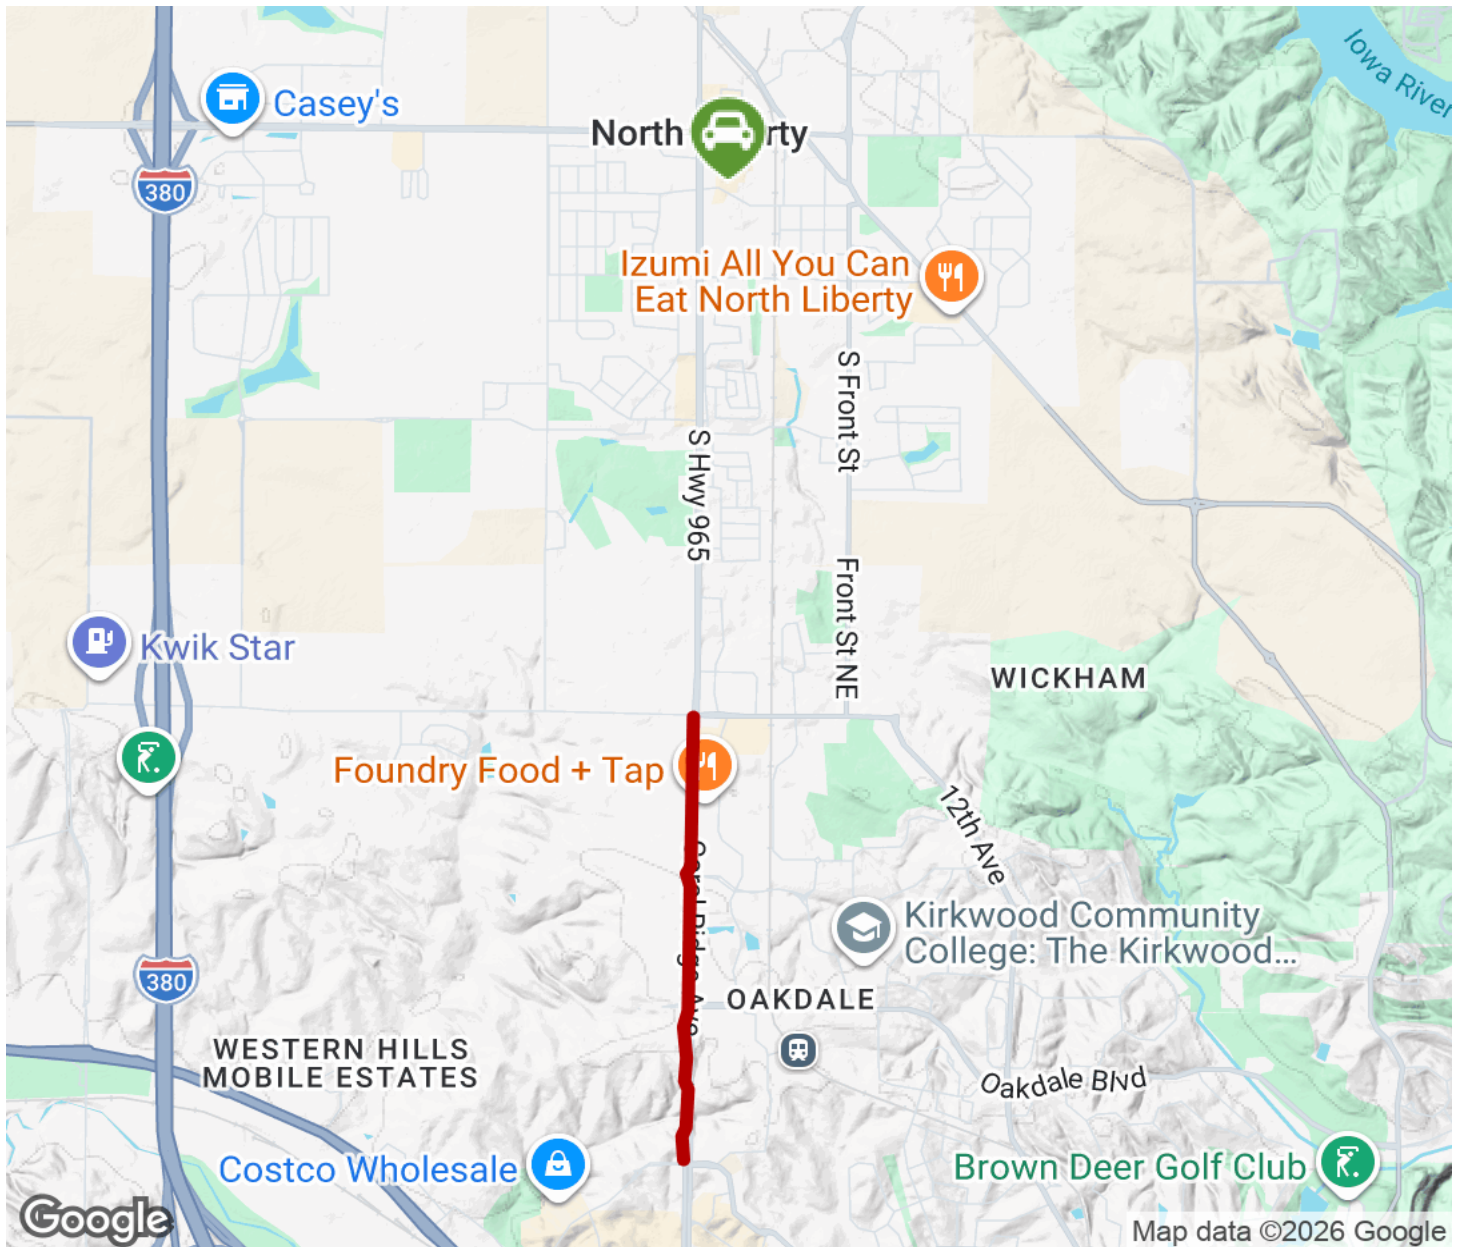 Iowa River
Casey's
North rty
380
Izumi All You Can
Eat North Liberty
S Front St
S Hwy 965
Front St NE
Kwik Star
WICKHAM
Foundry Food + Tap
12th Ave
Kirkwood Community
College: The Kirkwood...
380
OAKDALE
WESTERN HILLS
MOBILE ESTATES
Oakdale Blvd
Costco Wholesale
Brown Deer Golf Club
Google
Map data ©2026 Google